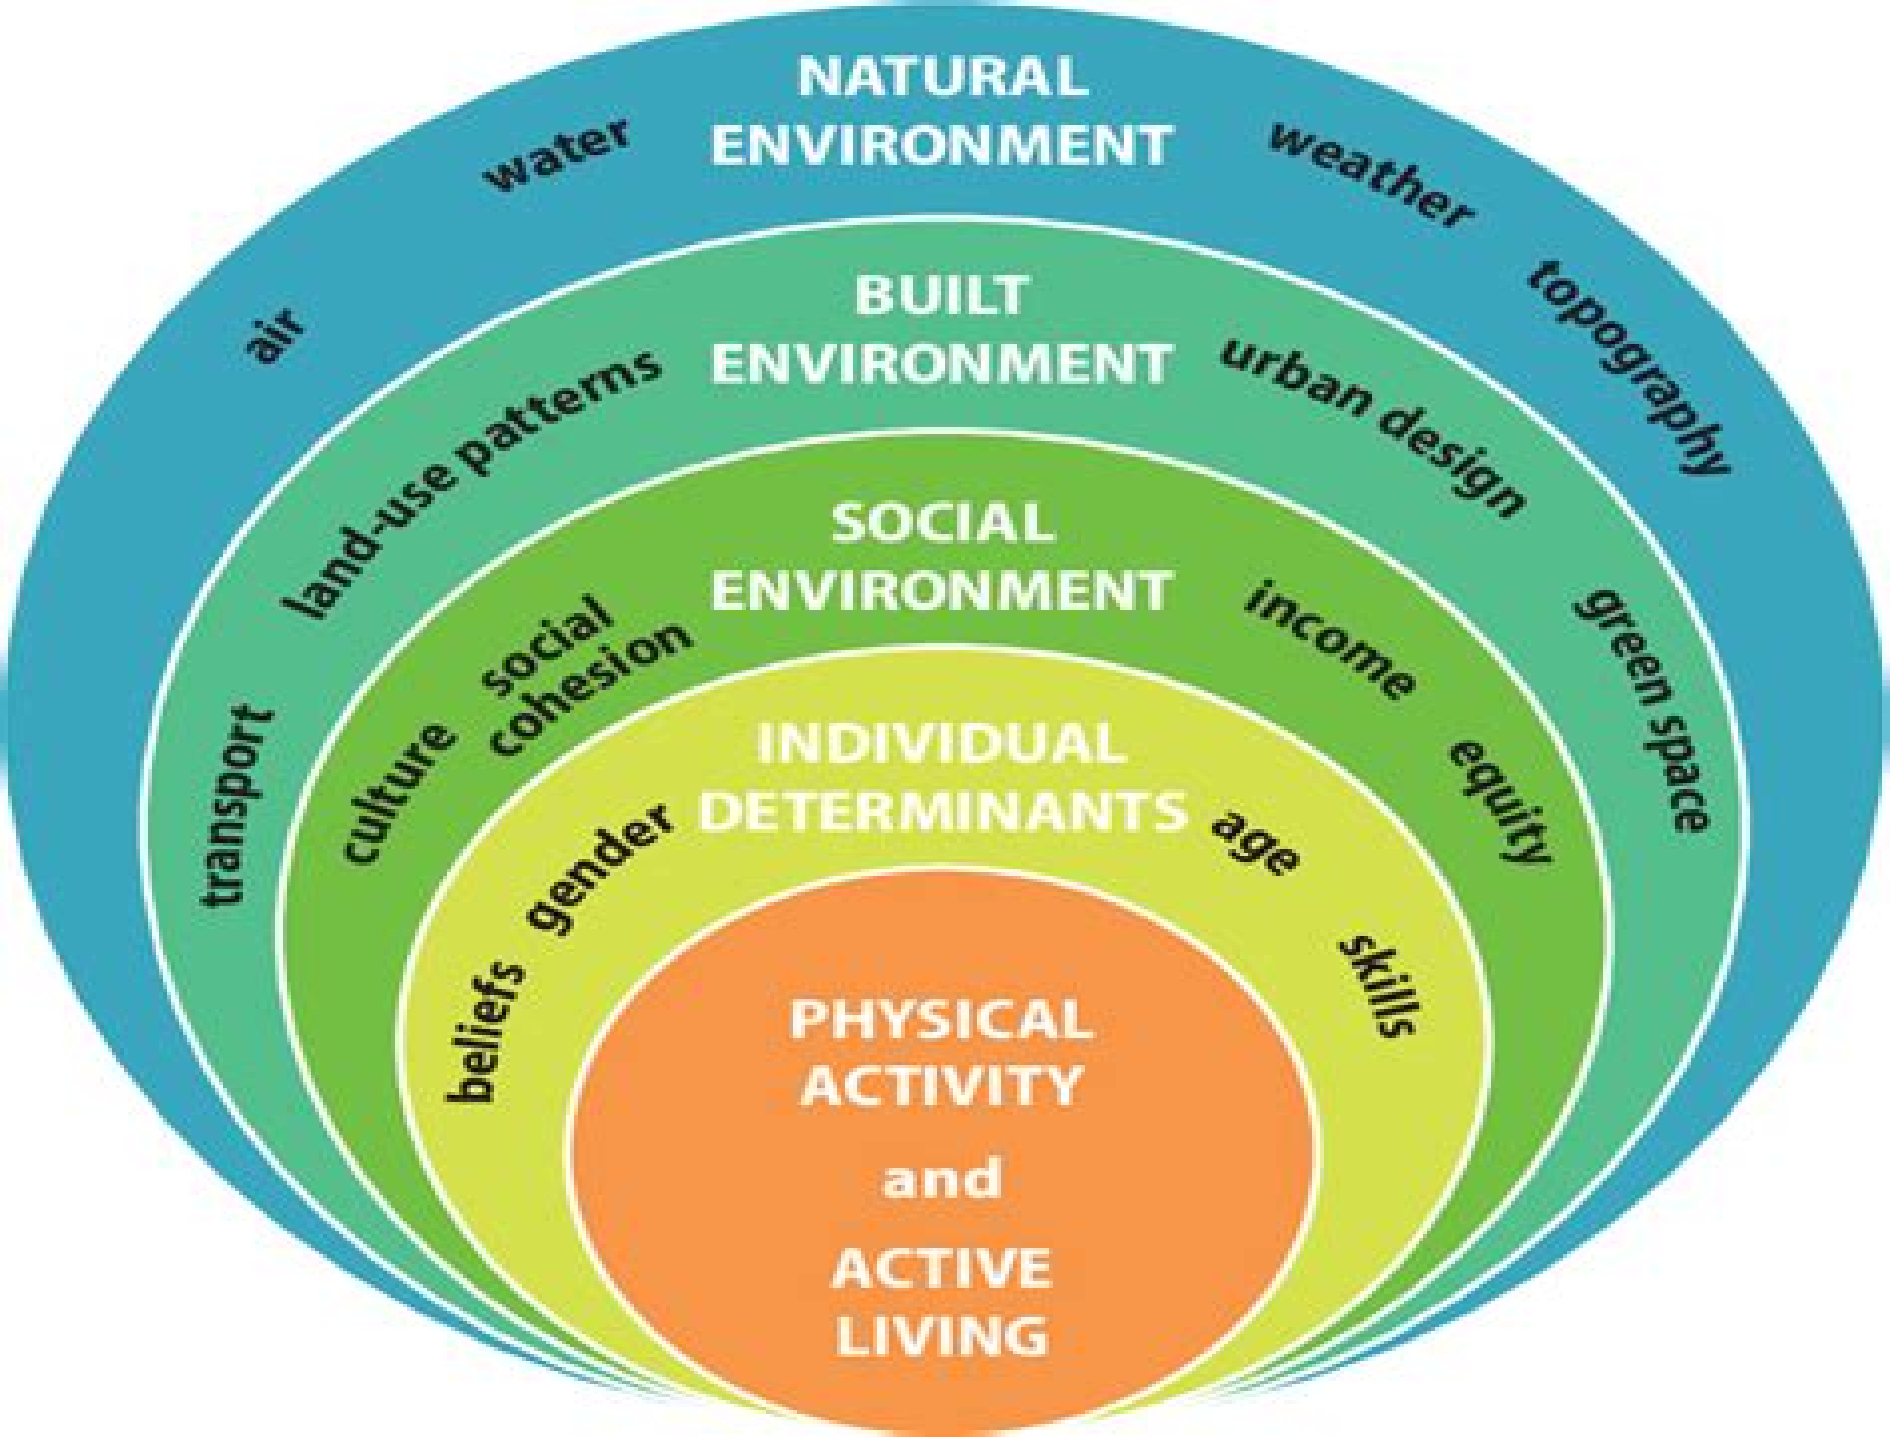 NATURAL
ENVIRONMENT
water
weather
air
topography
BUILT
ENVIRONMENT
land-use patterns
urban design
transport
green space
SOCIAL
ENVIRONMENT
social
cohesion
culture
income
equity
INDIVIDUAL
DETERMINANTS
gender
age
beliefs
skills
PHYSICAL
ACTIVITY
and
ACTIVE
LIVING